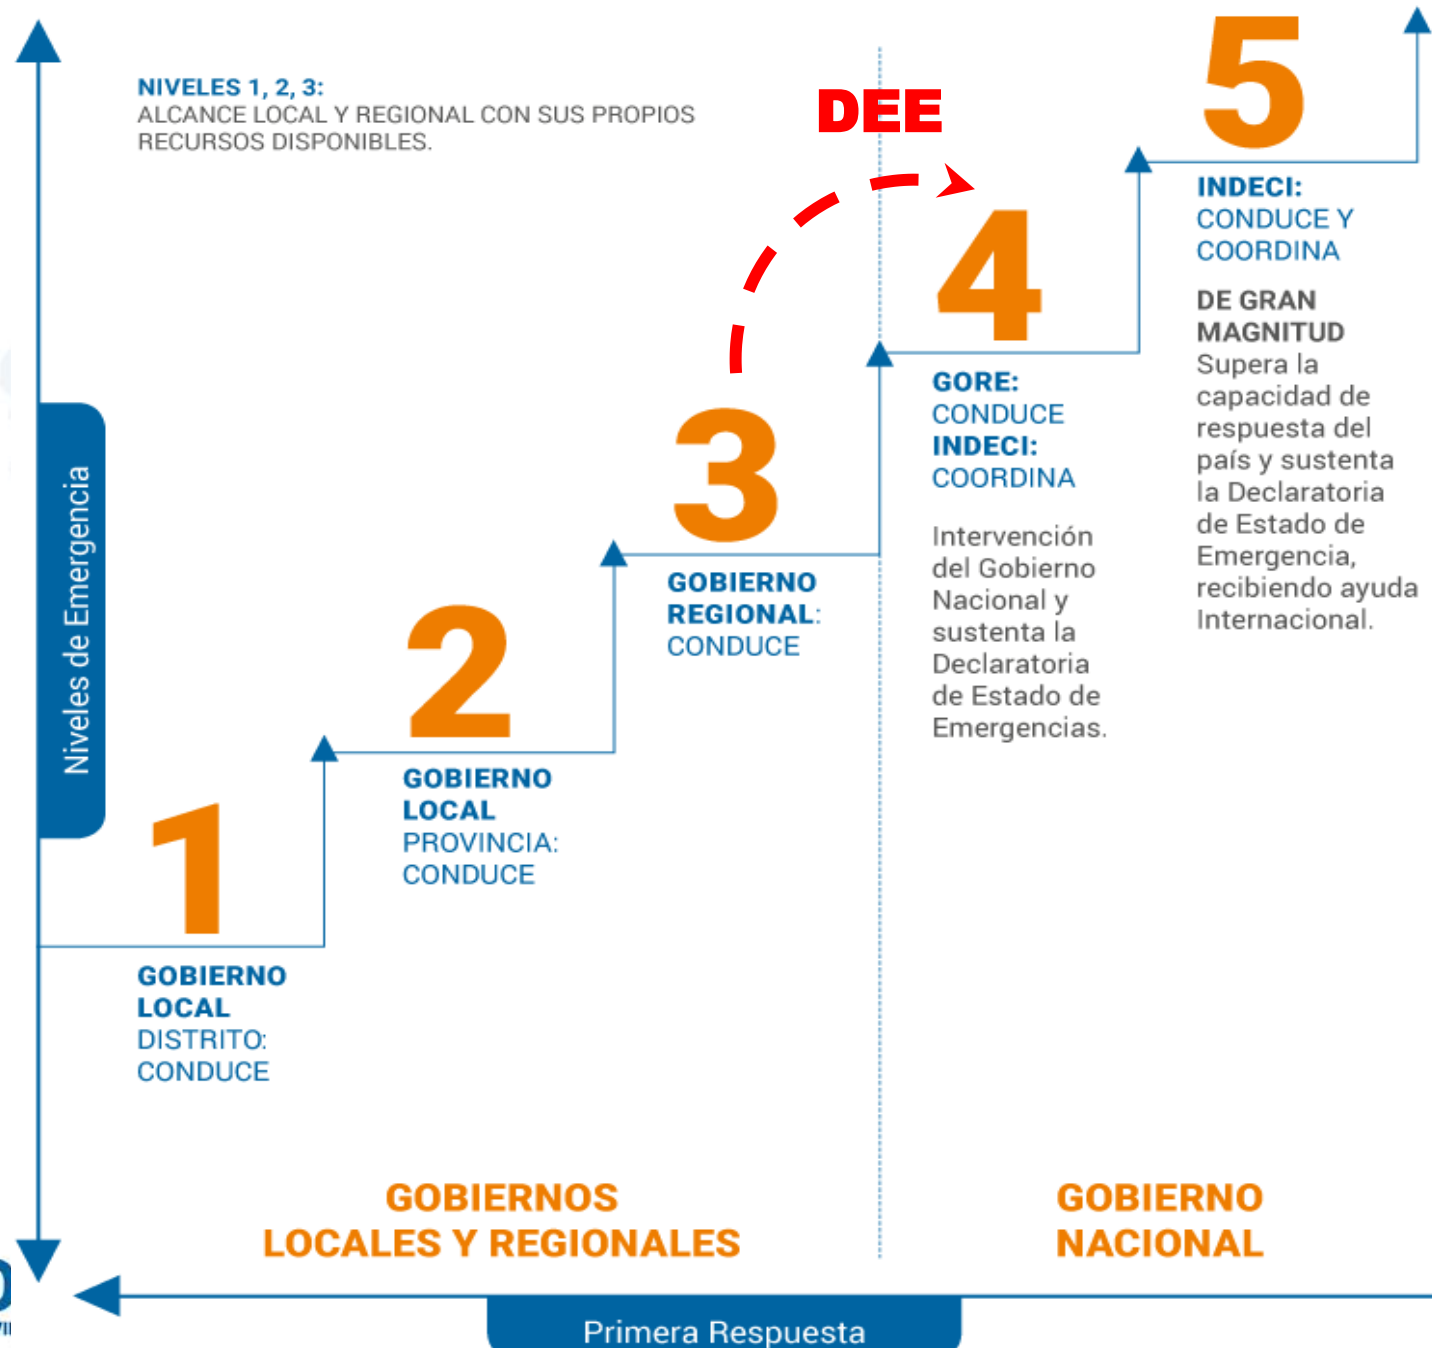 NIVELES 1, 2, 3:
ALCANCE LOCAL Y REGIONAL CON SUS PROPIOS
RECURSOS DISPONIBLES.
DEE
Niveles de Emergencia
1
GOBIERNO
LOCAL
DISTRITO:
CONDUCE
2
GOBIERNO
LOCAL
PROVINCIA:
CONDUCE
3
GOBIERNO
REGIONAL:
CONDUCE
4
GORE:
CONDUCE
INDECI:
COORDINA
Intervención
del Gobierno
Nacional y
sustenta la
Declaratoria
de Estado de
Emergencias.
5
INDECI:
CONDUCE Y
COORDINA
DE GRAN
MAGNITUD
Supera la
capacidad de
respuesta del
país y sustenta
la Declaratoria
de Estado de
Emergencia,
recibiendo ayuda
Internacional.
GOBIERNOS
LOCALES Y REGIONALES
GOBIERNO
NACIONAL
Primera Respuesta